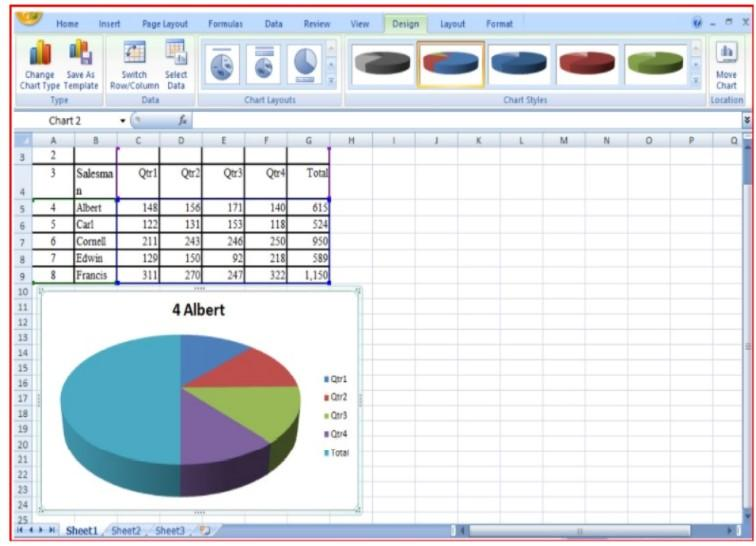 Home Insert Page Layout Formulas Data Review View Design Layout Format
Change Chart Type
Save As Template
Switch Row/Column
Select Data
Move Chart
Type Data Chart Layouts Chart Styles Location
Chart 2 fx
A B C D E F G H I J K L M N O P Q
3 2
4 3 Salesma
n Qtr1 Qtr2 Qtr3 Qtr4 Total
5 4 Albert 148 156 171 140 615
6 5 Carl 122 131 153 118 524
7 6 Cornell 211 243 246 250 950
8 7 Edwin 129 150 92 218 589
9 8 Francis 311 270 247 322 1,150
10
11
12
13
14
15
16
17
18
19
20
21
22
23
24
25
4 Albert
Qtr1
Qtr2
Qtr3
Qtr4
Total
Sheet1 Sheet2 Sheet3